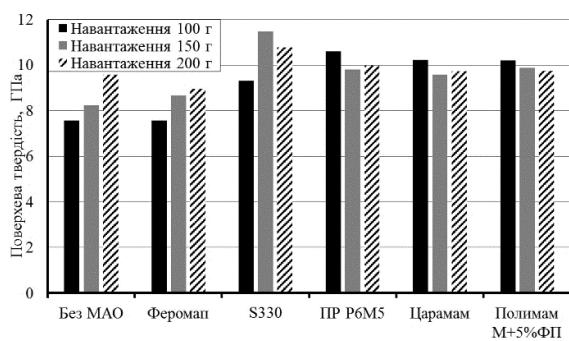 12
10
8
6
4
2
0
Поверхева твердість, ГПа
Навантаження 100 г
Навантаження 150 г
Навантаження 200 г
Без МАО
Феромап
S330
ПР Р6М5
Царамам
Полимам
М+5%ФП